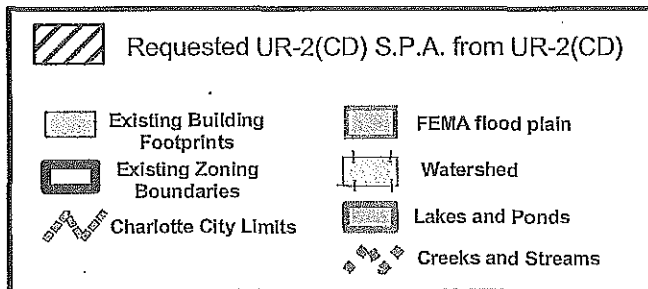 Requested UR-2(CD) S.P.A. from UR-2(CD)
Existing Building
Footprints
Existing Zoning
Boundaries
Charlotte City Limits
FEMA flood plain
Watershed
Lakes and Ponds
Creeks and Streams